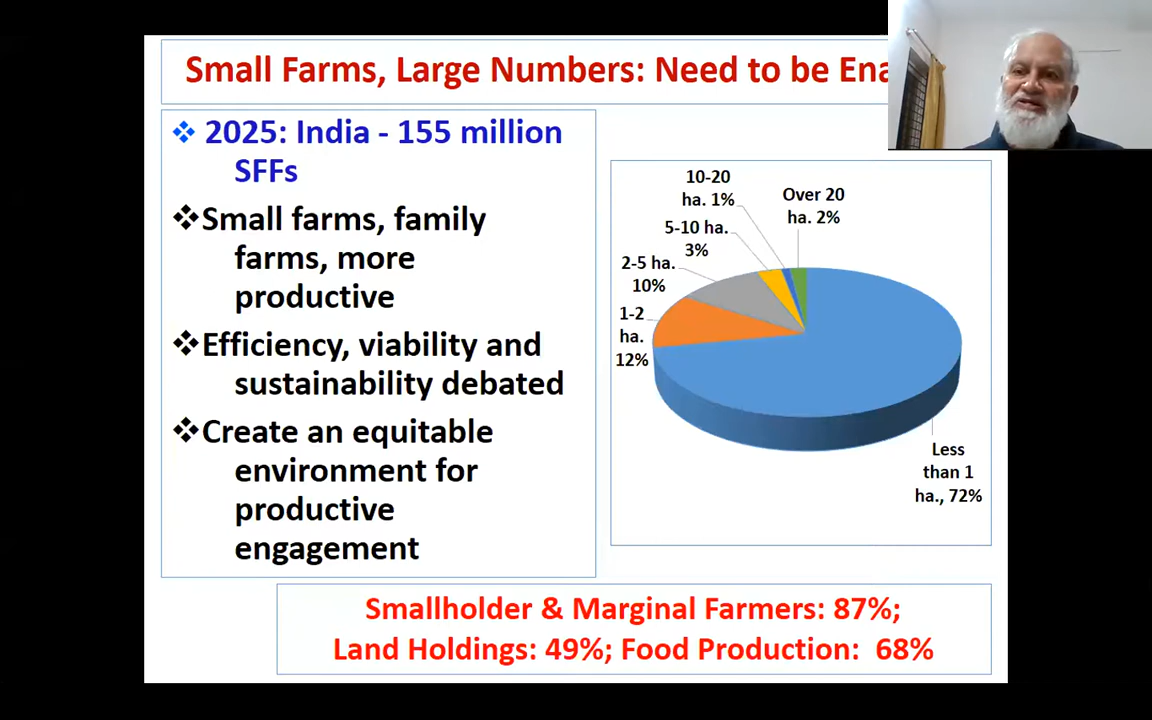 Small Farms, Large Numbers: Need to be
❖ 2025: India - 155 million
SFFs
❖Small farms, family
farms, more
productive
❖Efficiency, viability and
sustainability debated
❖Create an equitable
environment for
productive
engagement
10-20
ha. 1%
Over 20
ha. 2%
5-10 ha.
3%
2-5 ha.
10%
1-2
ha.
12%
Less
than 1
ha., 72%
Smallholder & Marginal Farmers: 87%;
Land Holdings: 49%; Food Production: 68%